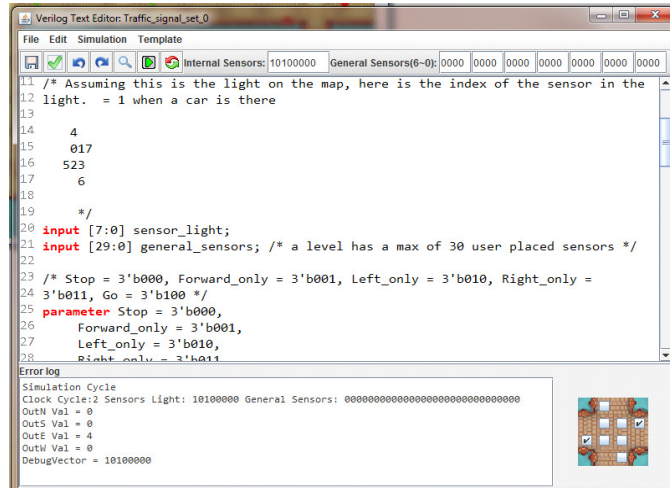 Verilog Text Editor: Traffic_signal_set_0
File Edit Simulation Template
Internal Sensors: 10100000 General Sensors(6~0): 0000 0000 0000 0000 0000 0000 0000
11 /* Assuming this is the light on the map, here is the index of the sensor in the
12 light. = 1 when a car is there
13
14 4
15 017
16 523
17 6
18
19 */
20 input [7:0] sensor_light;
21 input [29:0] general_sensors; /* a level has a max of 30 user placed sensors */
22
23 /* Stop = 3'b000, Forward_only = 3'b001, Left_only = 3'b010, Right_only =
24 3'b011, Go = 3'b100 */
25 parameter Stop = 3'b000,
26 Forward_only = 3'b001,
27 Left_only = 3'b010,
28 Right_only = 3'b011
Error log
Simulation Cycle
Clock Cycle:2 Sensors Light: 10100000 General Sensors: 000000000000000000000000000000
OutN Val = 0
OutS Val = 0
OutE Val = 4
OutW Val = 0
DebugVector = 10100000